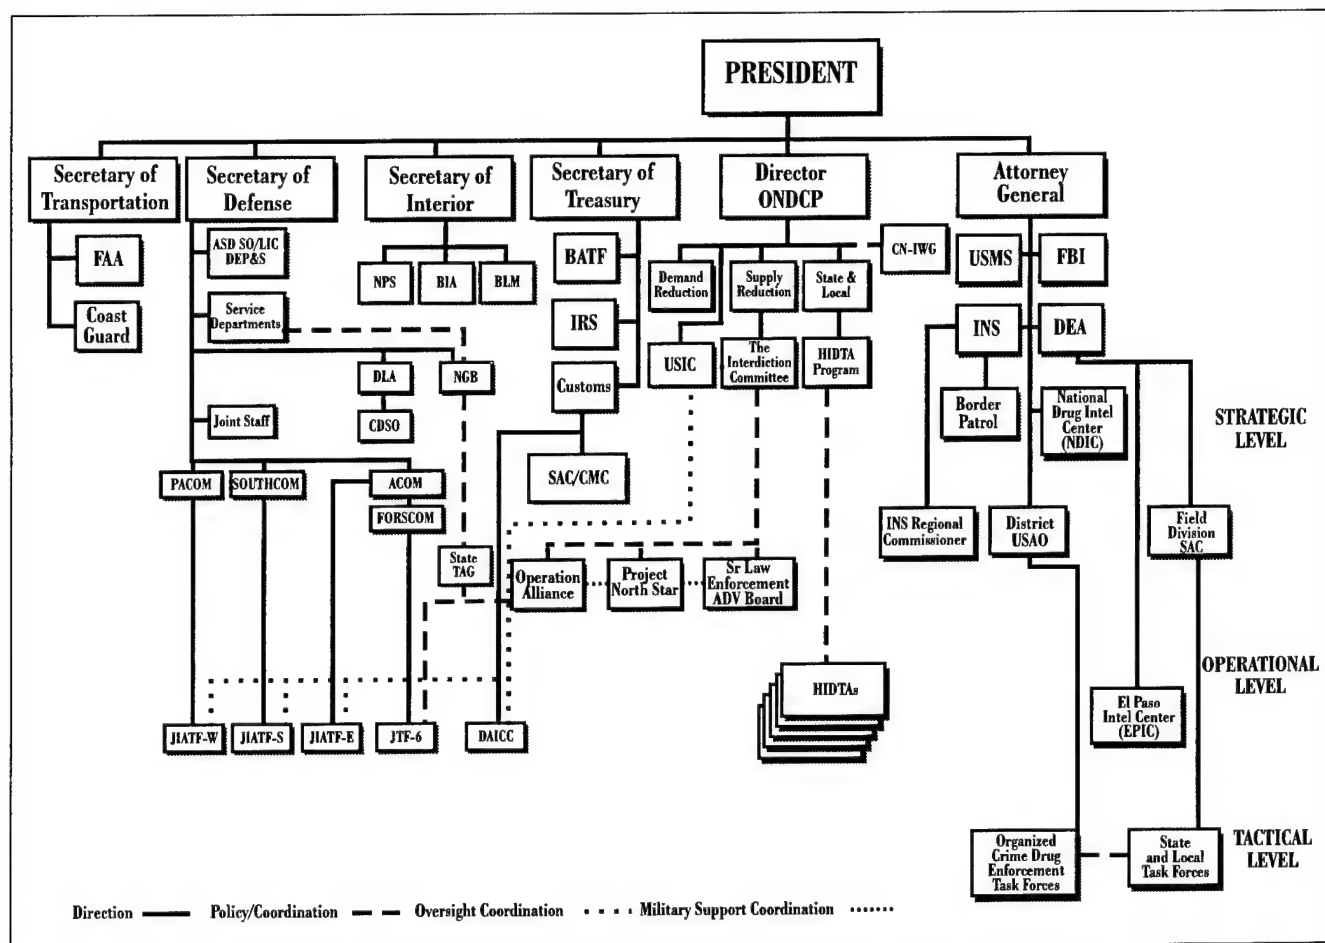 PRESIDENT
Secretary of
Transportation
Secretary of
Defense
Secretary of
Interior
Secretary of
Treasury
Director
ONDCP
Attorney
General
FAA
Coast
Guard
ASD SO/LIC
DEP&S
Service
Departments
DLA
NGB
CDSO
Joint Staff
PACOM
SOUTHCOM
ACOM
FORSCOM
State
TAG
JIATF-W
JIATF-S
JIATF-E
JTF-6
DAICC
NPS
BIA
BLM
BATF
IRS
Customs
SAC/CMC
Demand
Reduction
Supply
Reduction
State &
Local
CN-IWG
USIC
The
Interdiction
Committee
HIDTA
Program
Operation
Alliance
Project
North Star
Sr Law
Enforcement
ADV Board
HIDTAs
USMS
FBI
INS
DEA
Border
Patrol
National
Drug Intel
Center
(NDIC)
INS Regional
Commissioner
District
USAO
Field
Division
SAC
El Paso
Intel Center
(EPIC)
Organized
Crime Drug
Enforcement
Task Forces
State
and Local
Task Forces
STRATEGIC
LEVEL
OPERATIONAL
LEVEL
TACTICAL
LEVEL
Direction
Policy/Coordination
Oversight Coordination
Military Support Coordination